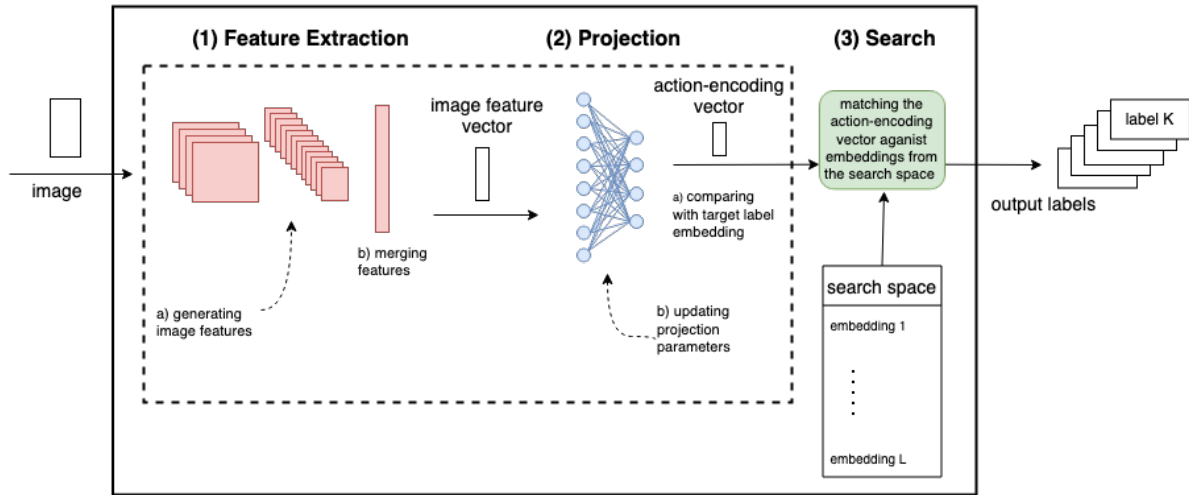 (1) Feature Extraction
(2) Projection
(3) Search
image
a) generating
image features
b) merging
features
image feature
vector
action-encoding
vector
a) comparing
with target label
embedding
b) updating
projection
parameters
matching the
action-encoding
vector aganist
embeddings from
the search space
search space
embedding 1
embedding L
label K
output labels